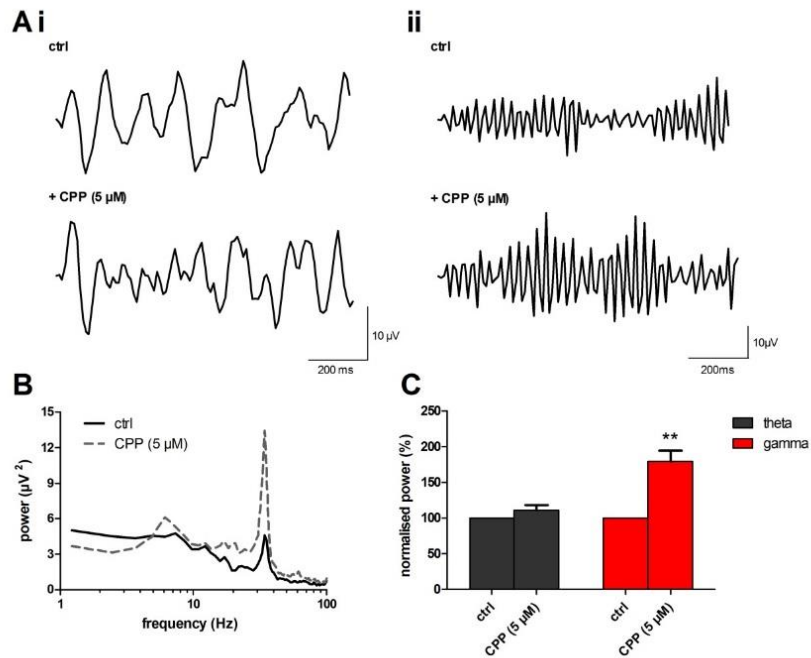 A i
ctrl
+ CPP (5 µM)
10 µV
200 ms
ii
ctrl
+ CPP (5 µM)
10µV
200ms
B
ctrl
CPP (5 µM)
15
12
9
6
3
0
power (µV ²)
1
10
100
frequency (Hz)
C
theta
gamma
250
200
150
100
50
0
normalised power (%)
**
ctrl
CPP (5 µM)
ctrl
CPP (5 µM)